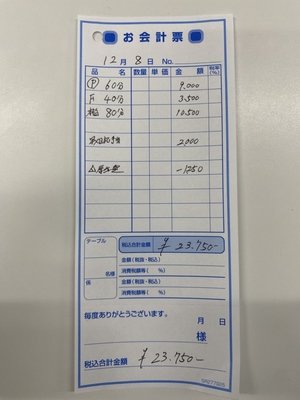 お会計票
12月 8日 No.
品 名 数量 単価 金 額 税率(%)
Ⓟ 60分 9,000
F 40分 3,500
80分 10,500
2,000
-1250
テーブル 税込合計金額 ¥23,750-
金額(税抜・税込)
名様 消費税額等( %)
係 金額(税抜・税込)
消費税額等( %)
毎度ありがとうございます。
月 日
様
税込合計金額 ¥23,750-